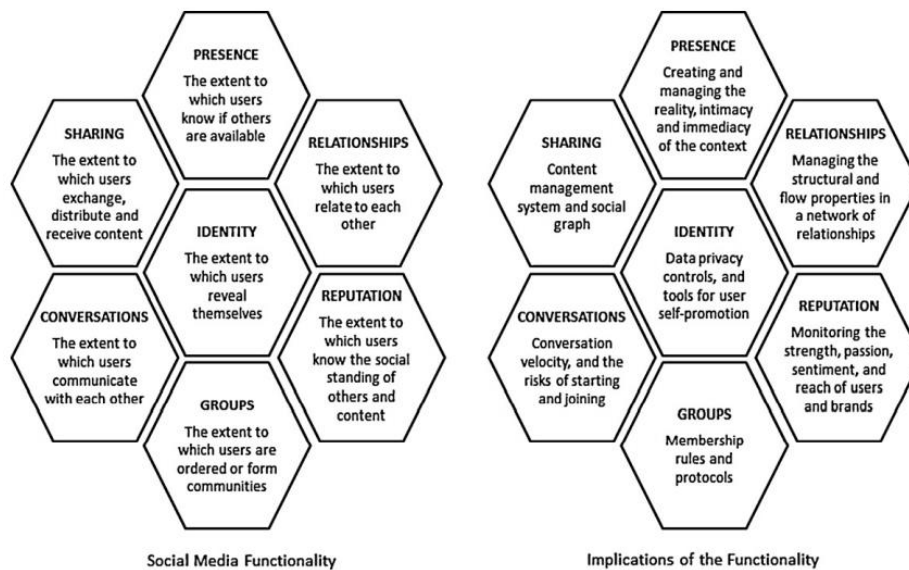 PRESENCE
The extent to
which users
know if others
are available
SHARING
The extent to
which users
exchange,
distribute and
receive content
RELATIONSHIPS
The extent to
which users
relate to each
other
IDENTITY
The extent to
which users
reveal
themselves
CONVERSATIONS
The extent to
which users
communicate
with each other
REPUTATION
The extent to
which users
know the social
standing of
others and
content
GROUPS
The extent to
which users are
ordered or form
communities
Social Media Functionality
PRESENCE
Creating and
managing the
reality, intimacy
and immediacy
of the context
SHARING
Content
management
system and social
graph
RELATIONSHIPS
Managing the
structural and
flow properties in
a network of
relationships
IDENTITY
Data privacy
controls, and
tools for user
self-promotion
CONVERSATIONS
Conversation
velocity, and the
risks of starting
and joining
REPUTATION
Monitoring the
strength, passion,
sentiment, and
reach of users
and brands
GROUPS
Membership
rules and
protocols
Implications of the Functionality